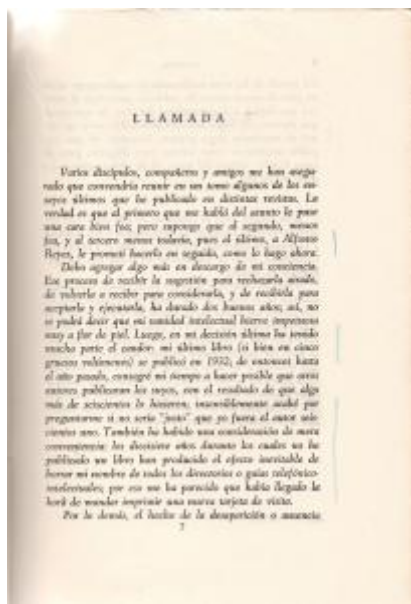 LLAMADA
Varios discípulos, compañeros y amigos me han asegu-
rado que convendría reunir en un tomo algunos de los en-
sayos últimos que he publicado en distintas revistas. La
verdad es que al primero que me habló del asunto le puse
una cara bien fea; pero supongo que al segundo, menos
fea, y al tercero menos todavía, pues al último, a Alfonso
Reyes, le prometí hacerlo en seguida, como lo hago ahora.
Debo agregar algo más en descargo de mi conciencia.
Ese proceso de recibir la sugestión para rechazarla airado,
de volverla a recibir para considerarla, y de recibirla para
aceptarla y ejecutarla, ha durado dos buenos años; así, no
se podrá decir que mi vanidad intelectual hierve impetuosa
muy a flor de piel. Luego, en mi decisión última ha tenido
mucha parte el candor: mi último libro (si bien en cinco
gruesos volúmenes) se publicó en 1932; de entonces hasta
el año pasado, consagré mi tiempo a hacer posible que otros
autores publicaran los suyos, con el resultado de que algo
más de seiscientos lo hicieron; insensiblemente acabé por
preguntarme si no sería "justo" que yo fuera el autor seis-
cientos uno. También ha habido una consideración de mera
conveniencia: los diecisiete años durante los cuales no he
publicado un libro han producido el efecto inevitable de
borrar mi nombre de todos los directorios o guías telefónico-
intelectuales; por eso me ha parecido que había llegado la
hora de mandar imprimir una nueva tarjeta de visita.
Por lo demás, el hecho de la desaparición o ausencia
7